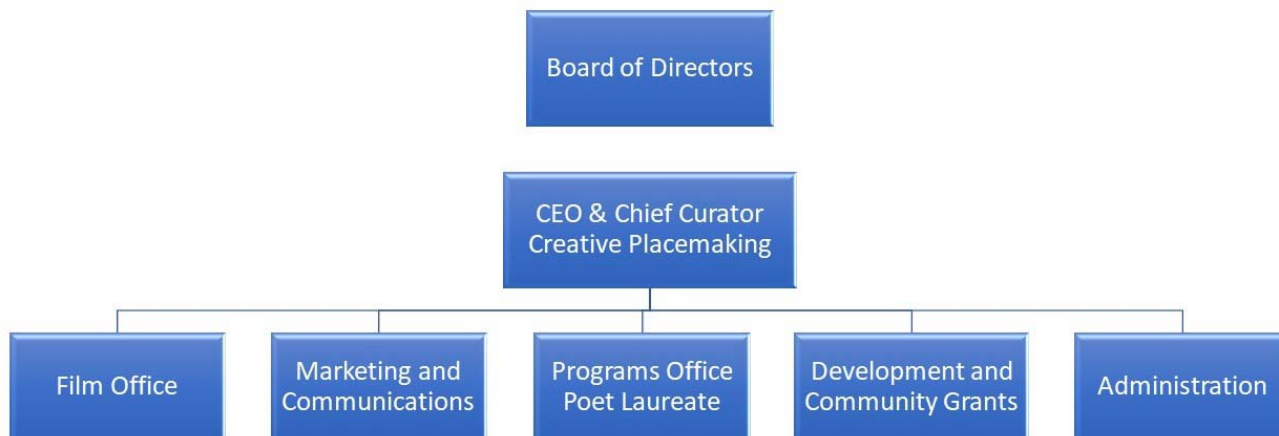 Board of Directors
CEO & Chief Curator
Creative Placemaking
Film Office
Marketing and
Communications
Programs Office
Poet Laureate
Development and
Community Grants
Administration